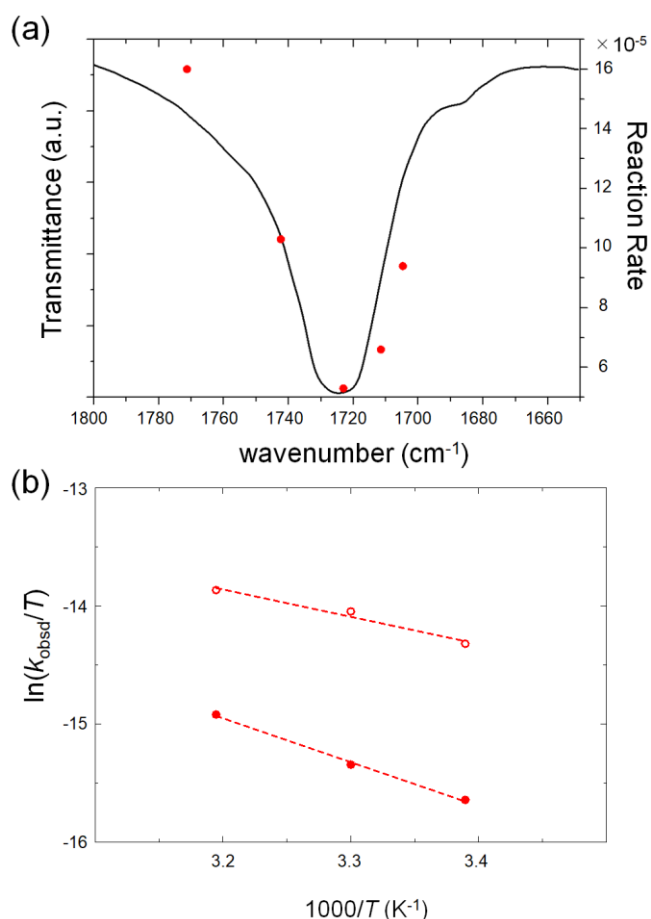 (a)
× 10-5
Transmittance (a.u.)
16
14
12
10
8
6
Reaction Rate
1800 1780 1760 1740 1720 1700 1680 1660
wavenumber (cm-1)
(b)
-13
-14
-15
-16
ln(kobsd/T)
3.2 3.3 3.4
1000/T (K-1)